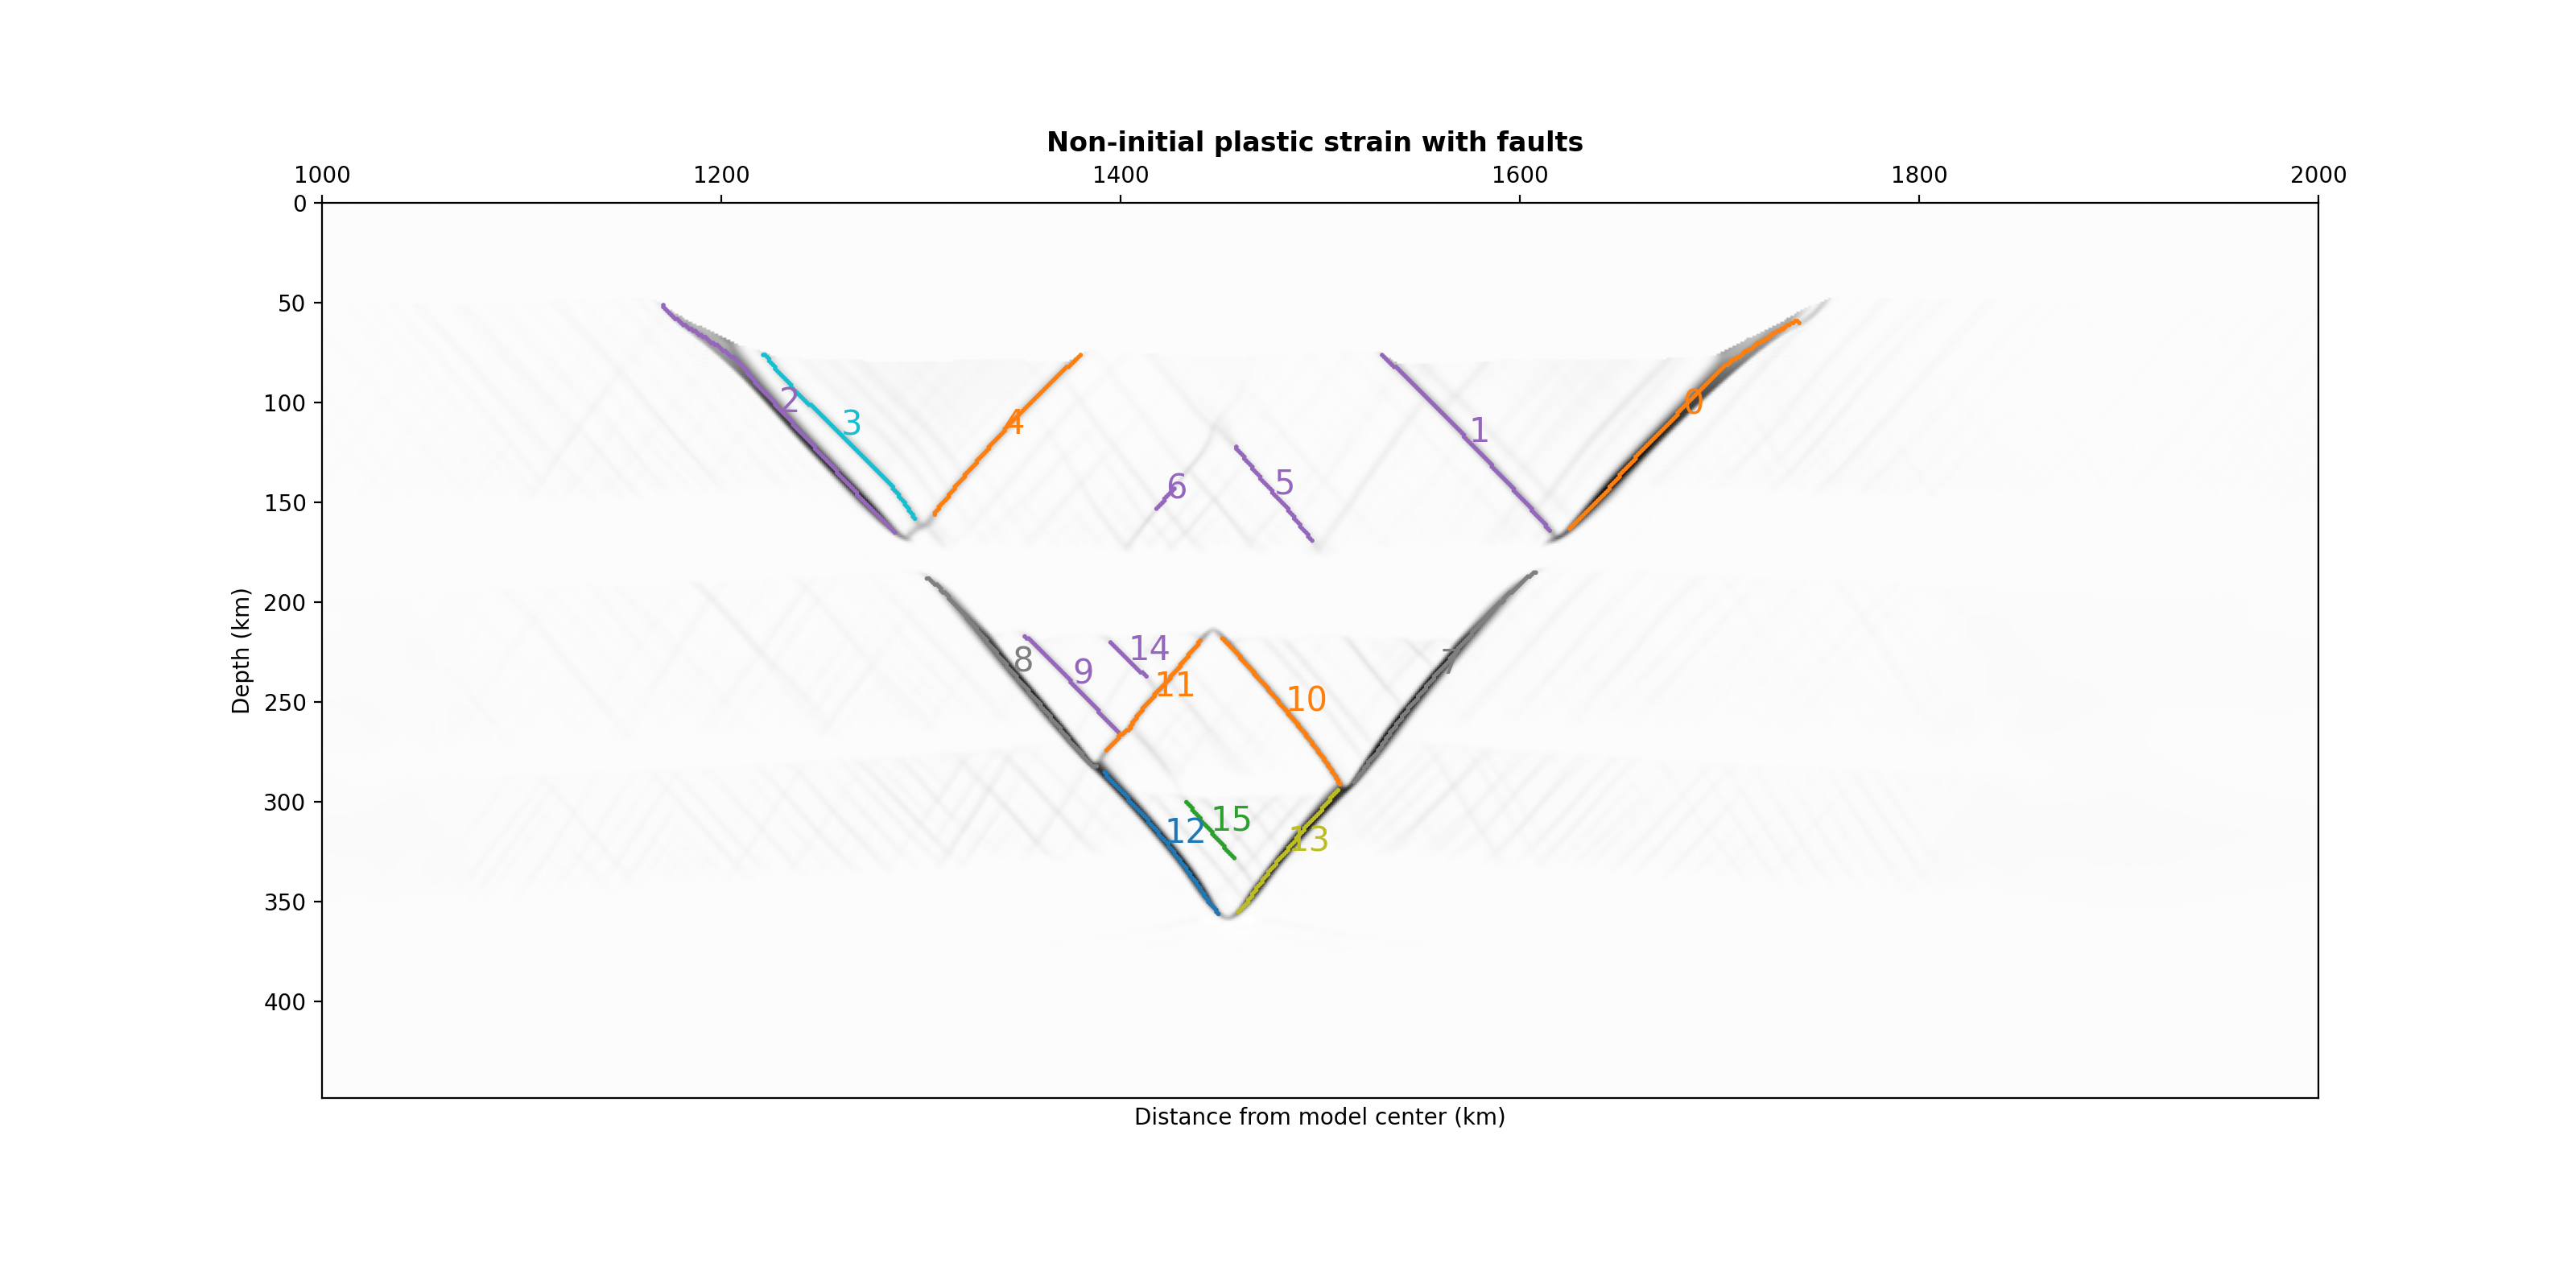 Non-initial plastic strain with faults
1000 1200 1400 1600 1800 2000
0
50
100
150
200
250
300
350
400
Depth (km)
2 3 4 1 0
6 5
8 9 14 11 10 7
12 15 13
Distance from model center (km)